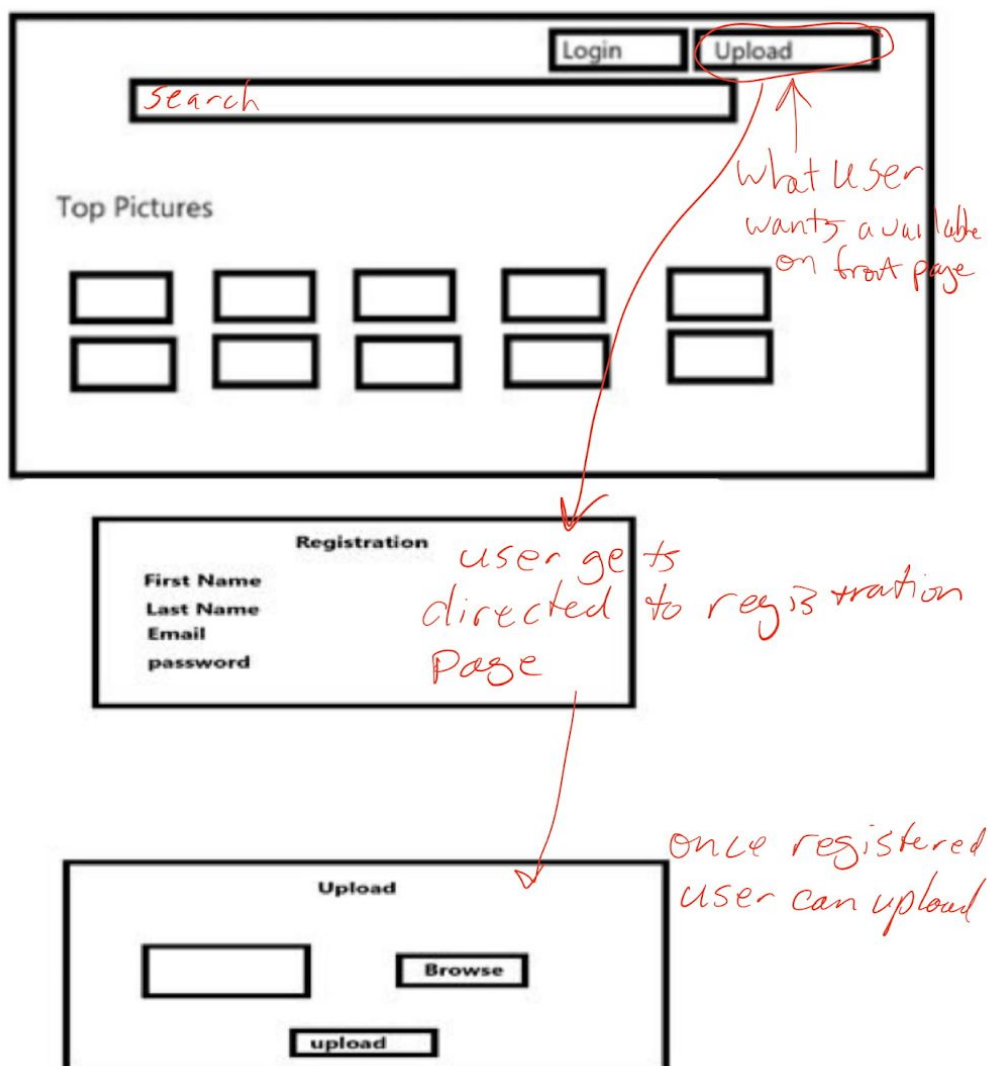 Login
Upload
search
what user
wants available
on front page
Top Pictures
Registration
user gets
directed to registration
page
First Name
Last Name
Email
password
once registered
user can upload
Upload
Browse
upload